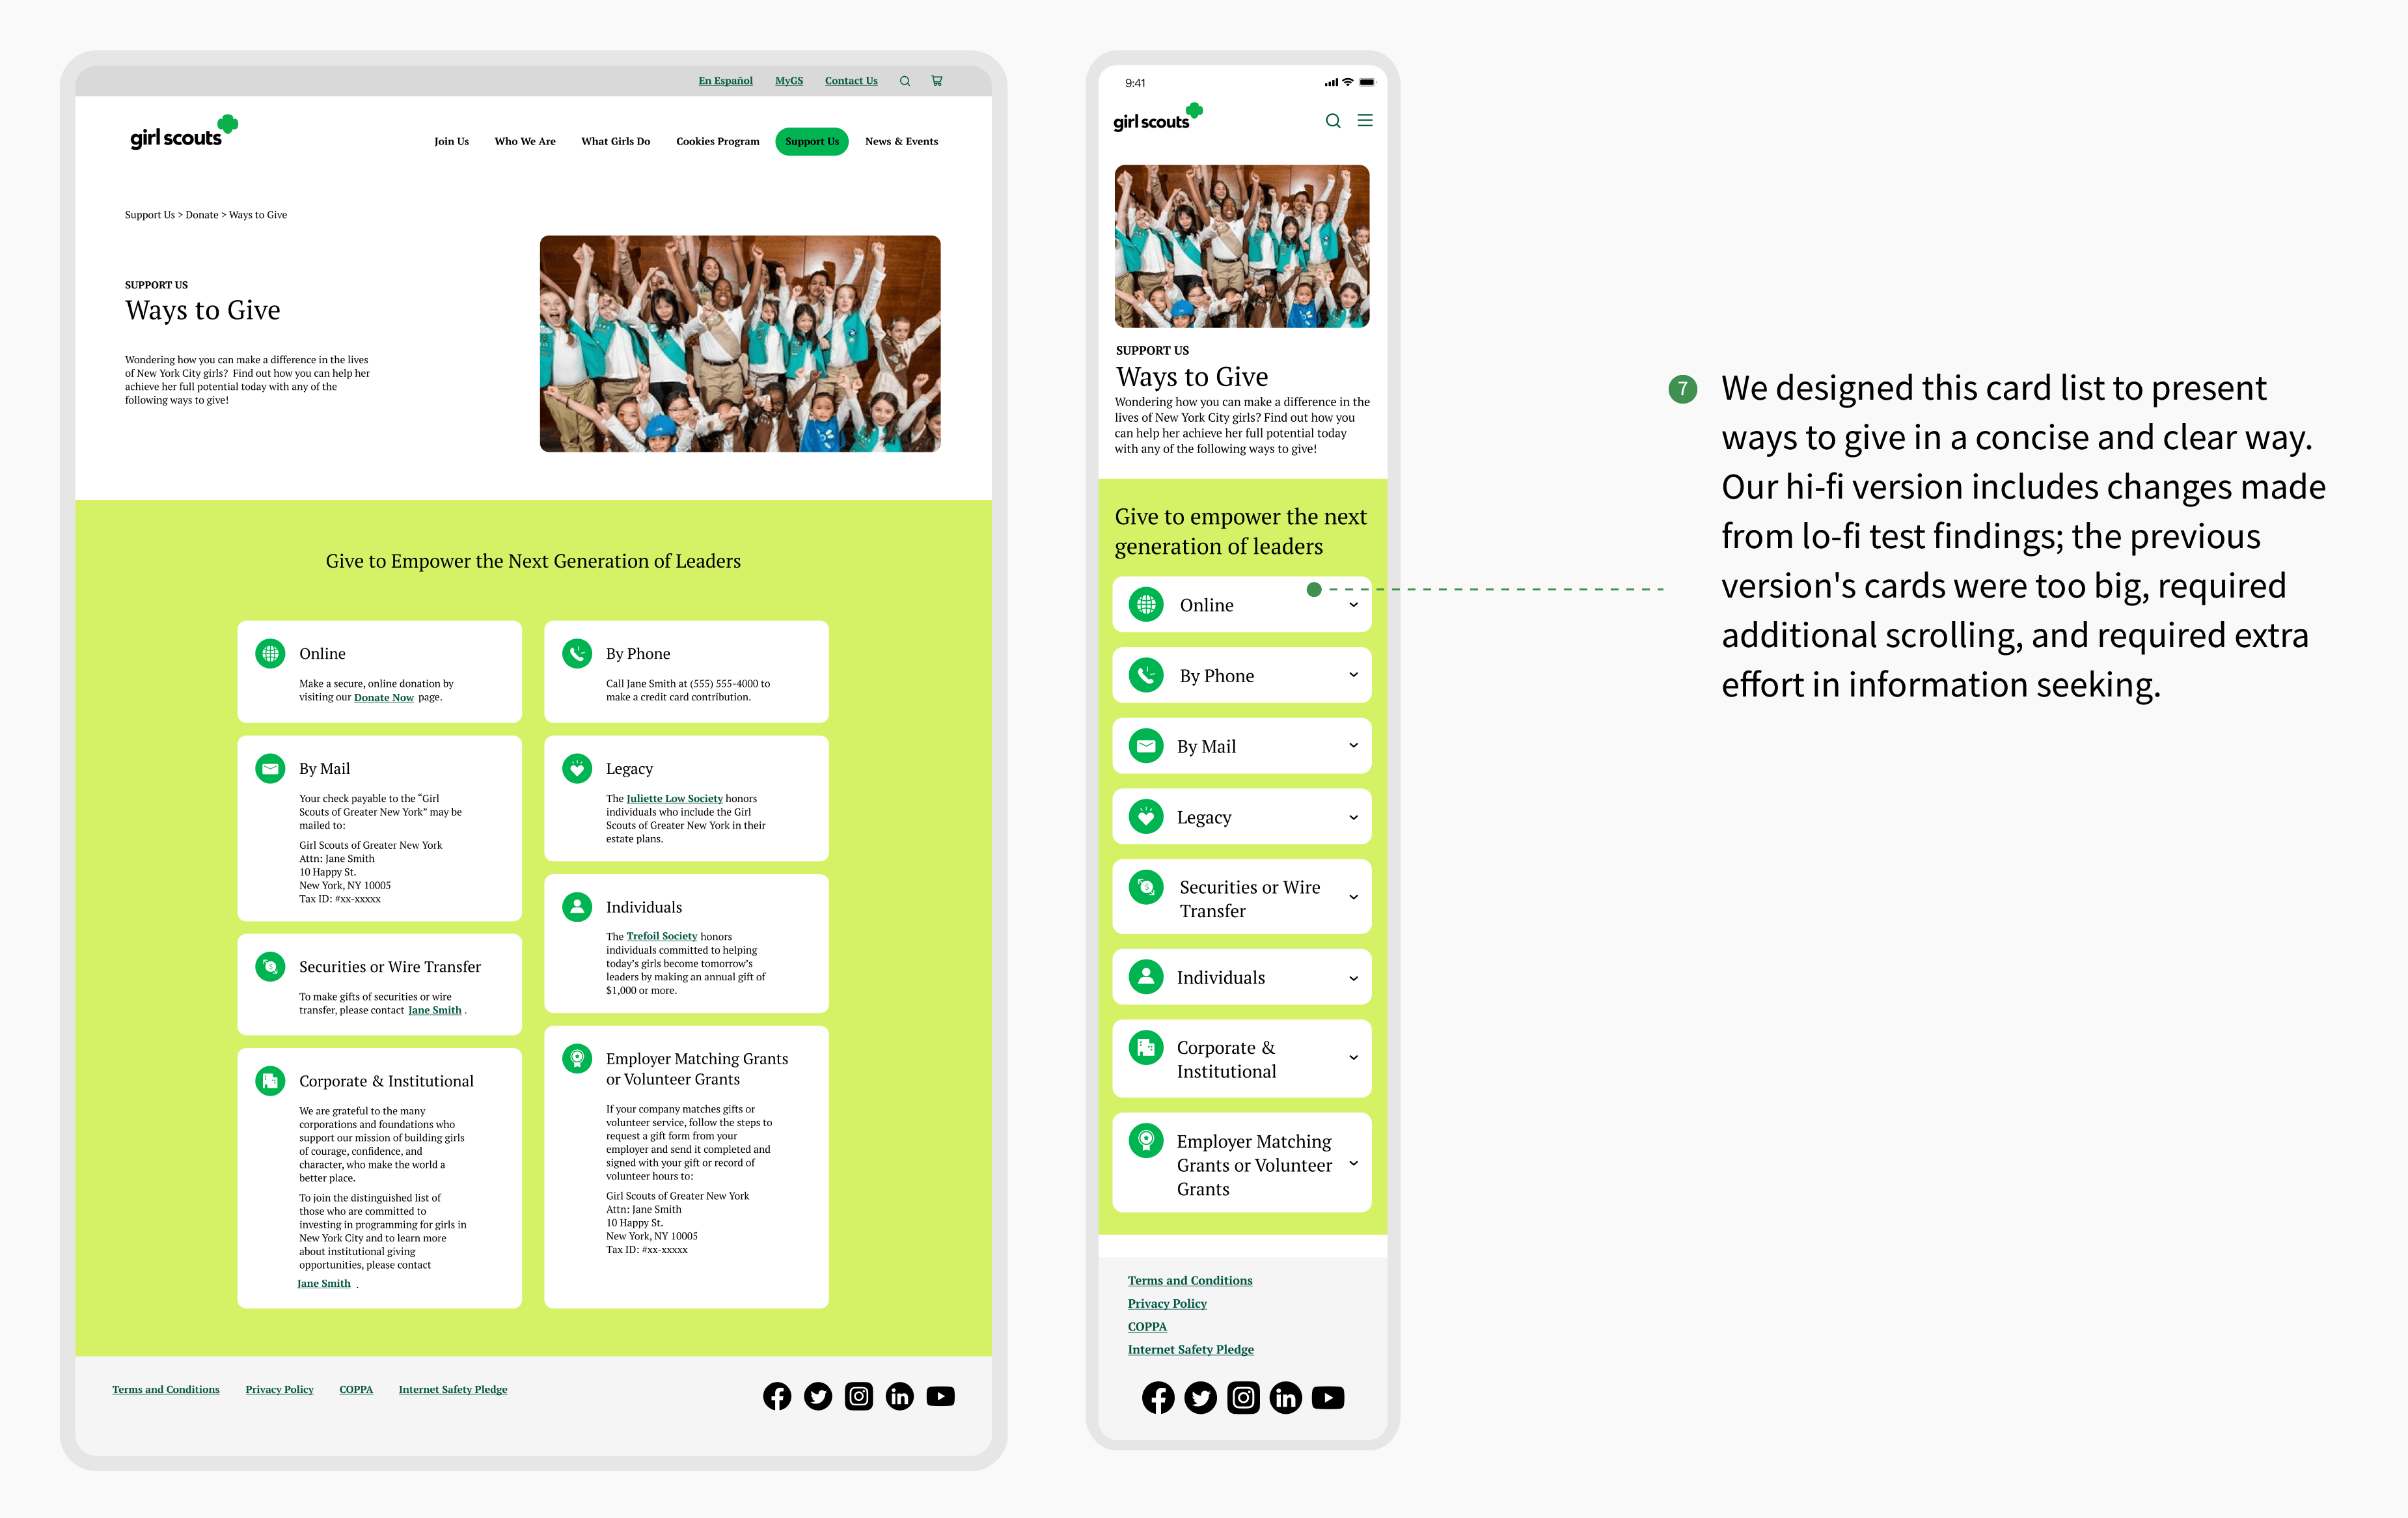 En Español MyGS Contact Us
girl scouts
Join Us Who We Are What Girls Do Cookies Program Support Us News & Events
Support Us > Donate > Ways to Give
SUPPORT US
Ways to Give
Wondering how you can make a difference in the lives
of New York City girls? Find out how you can help her
achieve her full potential today with any of the
following ways to give!
Give to Empower the Next Generation of Leaders
Online
Make a secure, online donation by
visiting our Donate Now page.
By Phone
Call Jane Smith at (555) 555-4000 to
make a credit card contribution.
By Mail
Your check payable to the “Girl
Scouts of Greater New York” may be
mailed to:
Girl Scouts of Greater New York
Attn: Jane Smith
10 Happy St.
New York, NY 10005
Tax ID: #xx-xxxxx
Legacy
The Juliette Low Society honors
individuals who include the Girl
Scouts of Greater New York in their
estate plans.
Securities or Wire Transfer
To make gifts of securities or wire
transfer, please contact Jane Smith .
Individuals
The Trefoil Society honors
individuals committed to helping
today’s girls become tomorrow’s
leaders by making an annual gift of
$1,000 or more.
Corporate & Institutional
We are grateful to the many
corporations and foundations who
support our mission of building girls
of courage, confidence, and
character, who make the world a
better place.
To join the distinguished list of
those who are committed to
investing in programming for girls in
New York City and to learn more
about institutional giving
opportunities, please contact
Jane Smith .
Employer Matching Grants
or Volunteer Grants
If your company matches gifts or
volunteer service, follow the steps to
request a gift form from your
employer and send it completed and
signed with your gift or record of
volunteer hours to:
Girl Scouts of Greater New York
Attn: Jane Smith
10 Happy St.
New York, NY 10005
Tax ID: #xx-xxxxx
Terms and Conditions Privacy Policy COPPA Internet Safety Pledge
9:41
girl scouts
SUPPORT US
Ways to Give
Wondering how you can make a difference in the
lives of New York City girls? Find out how you
can help her achieve her full potential today
with any of the following ways to give!
Give to empower the next
generation of leaders
Online
By Phone
By Mail
Legacy
Securities or Wire
Transfer
Individuals
Corporate &
Institutional
Employer Matching
Grants or Volunteer
Grants
Terms and Conditions
Privacy Policy
COPPA
Internet Safety Pledge
7 We designed this card list to present
ways to give in a concise and clear way.
Our hi-fi version includes changes made
from lo-fi test findings; the previous
version's cards were too big, required
additional scrolling, and required extra
effort in information seeking.